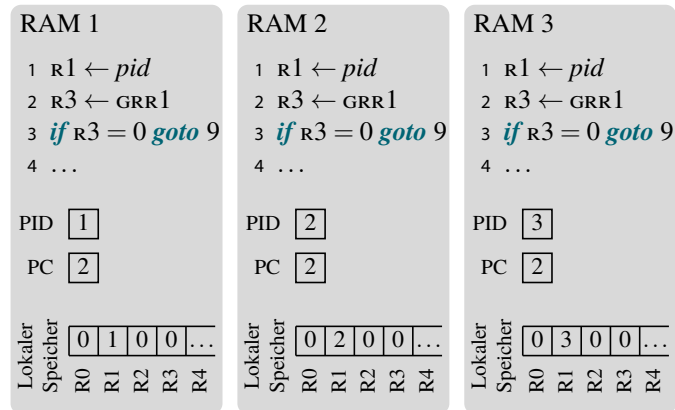 RAM 1
1 R1 ← pid
2 R3 ← GRR1
3 if R3 = 0 goto 9
4 ...
PID 1
PC 2
Lokaler Speicher
0 1 0 0 ...
R0 R1 R2 R3 R4
RAM 2
1 R1 ← pid
2 R3 ← GRR1
3 if R3 = 0 goto 9
4 ...
PID 2
PC 2
Lokaler Speicher
0 2 0 0 ...
R0 R1 R2 R3 R4
RAM 3
1 R1 ← pid
2 R3 ← GRR1
3 if R3 = 0 goto 9
4 ...
PID 3
PC 2
Lokaler Speicher
0 3 0 0 ...
R0 R1 R2 R3 R4